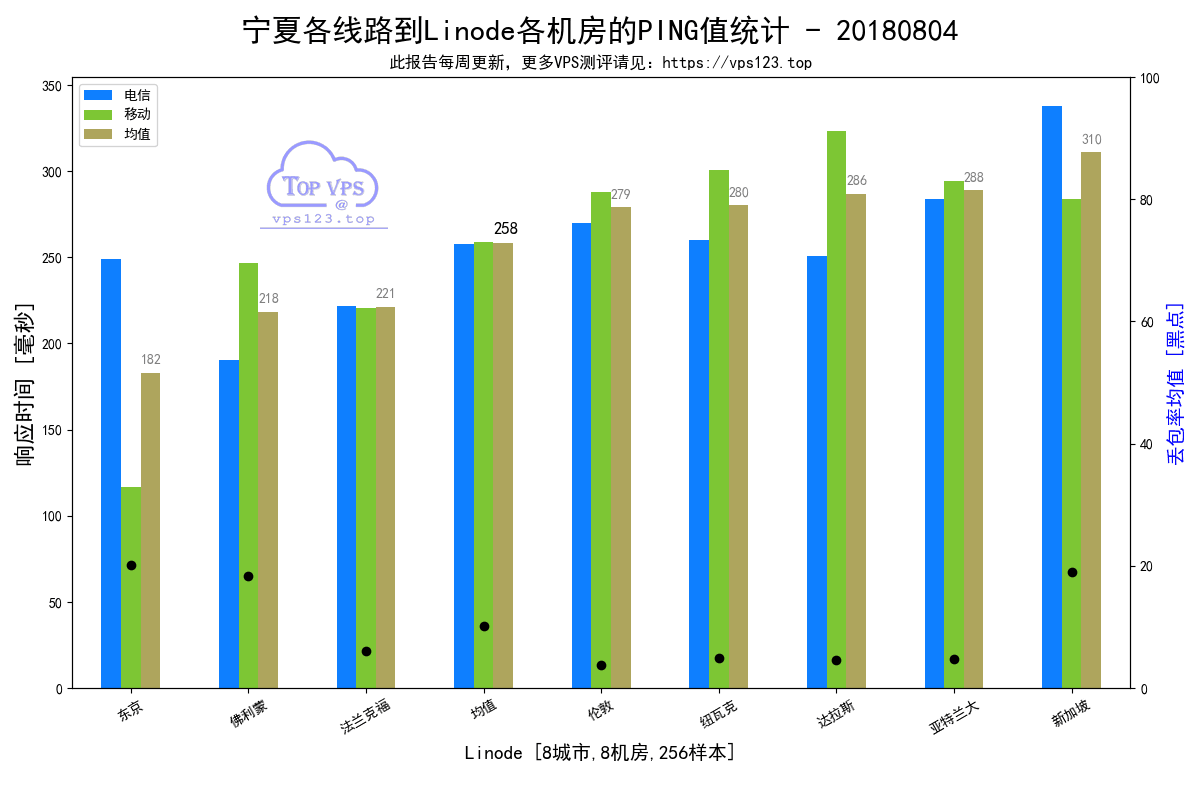 宁夏各线路到Linode各机房的PING值统计 - 20180804
此报告每周更新，更多VPS测评请见：https://vps123.top
电信
移动
均值
TOP VPS
@
vps123.top
响应时间 [毫秒]
350
300
250
200
150
100
50
0
182
218
221
258
279
280
286
288
310
100
80
60
40
20
0
丢包率均值 [黑点]
东京
佛利蒙
法兰克福
均值
伦敦
纽瓦克
达拉斯
亚特兰大
新加坡
Linode [8城市,8机房,256样本]